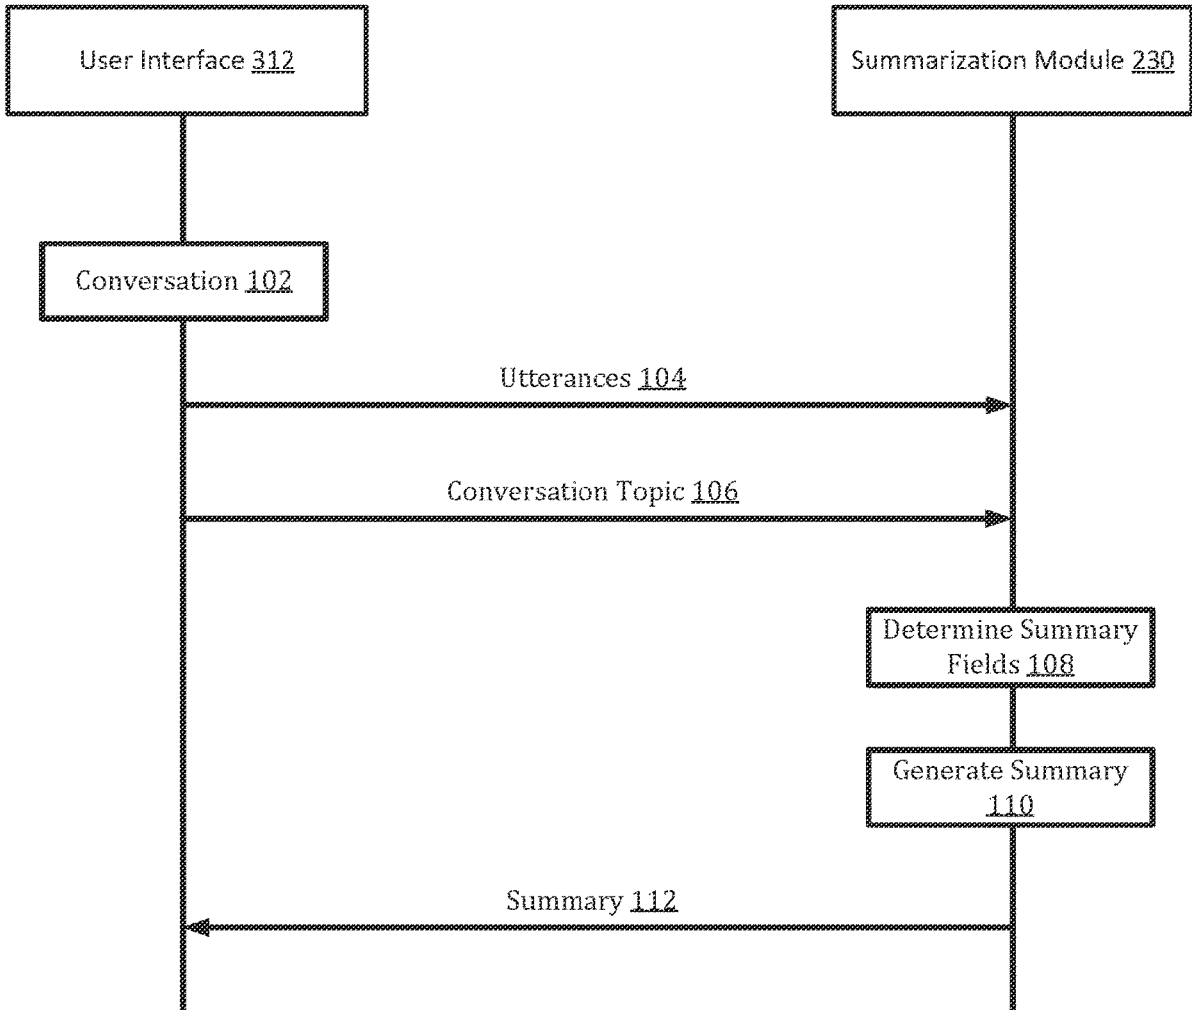 User Interface 312
Summarization Module 230
Conversation 102
Utterances 104
Conversation Topic 106
Determine Summary
Fields 108
Generate Summary
110
Summary 112